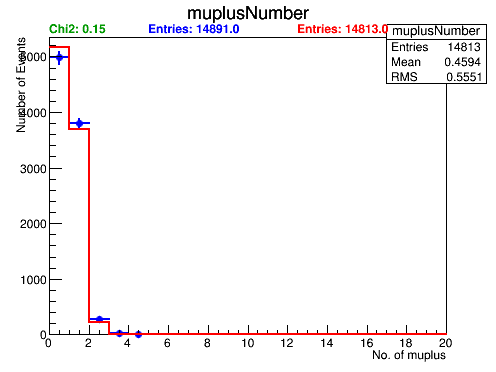 muplusNumber
Chi2: 0.15 Entries: 14891.0 Entries: 14813.0
muplusNumber
Entries 14813
Mean 0.4594
RMS 0.5551
Number of Events
5000
4000
3000
2000
1000
0
0 2 4 6 8 10 12 14 16 18 20
No. of muplus